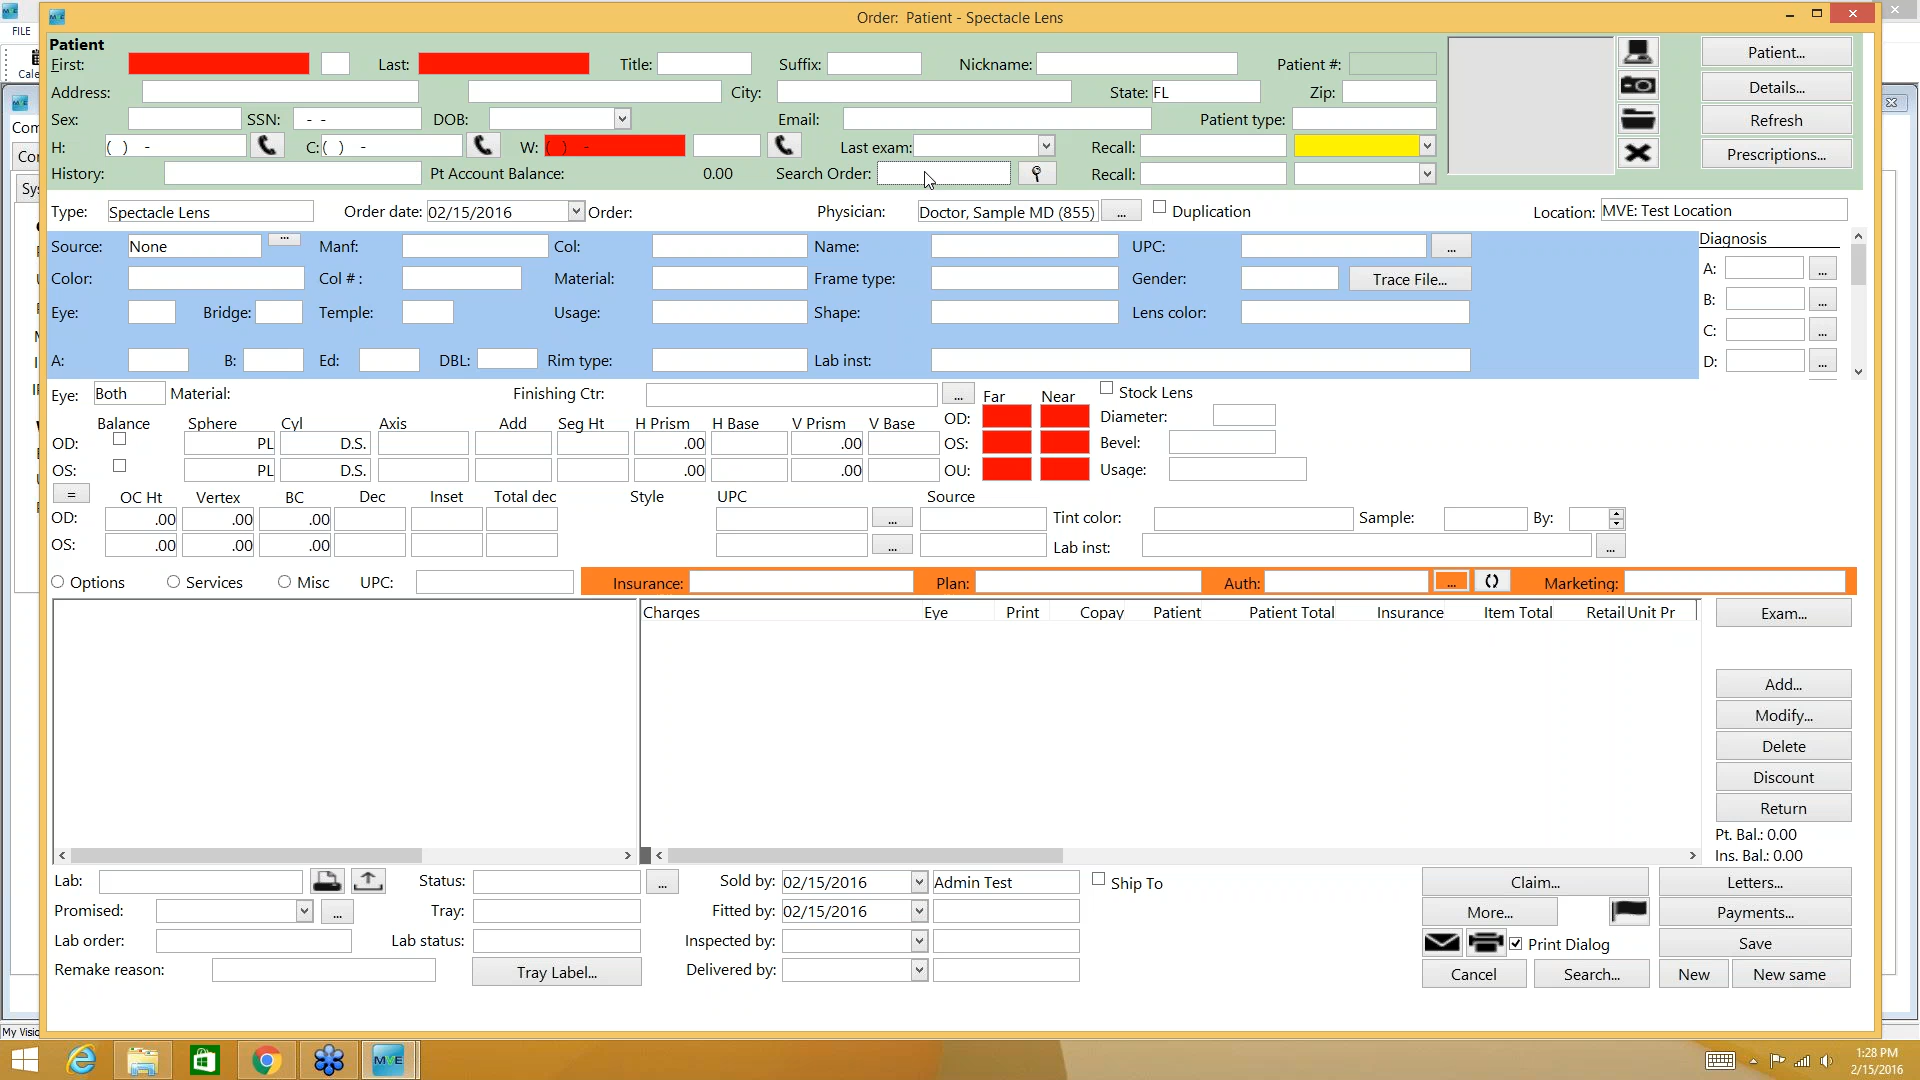 Order: Patient - Spectacle Lens
FILE
Cale
Patient
First: Last: Title: Suffix: Nickname: Patient #: Patient...
Address: City: State: FL Zip: Details...
Sex: SSN: - - DOB: Email: Patient type: Refresh
H: ( ) - C: ( ) - W: ( ) - Last exam: Recall: Prescriptions...
History: Pt Account Balance: 0.00 Search Order: Recall:
Com
Con
Sys
Type: Spectacle Lens Order date: 02/15/2016 Order: Physician: Doctor, Sample MD (855) ... Duplication Location: MVE: Test Location
Source: None ... Manf: Col: Name: UPC: ... Diagnosis
Color: Col # : Material: Frame type: Gender: Trace File... A: ...
Eye: Bridge: Temple: Usage: Shape: Lens color: B: ...
C: ...
A: B: Ed: DBL: Rim type: Lab inst: D: ...
Eye: Both Material: Finishing Ctr: ... Far Near Stock Lens
Balance Sphere Cyl Axis Add Seg Ht H Prism H Base V Prism V Base OD: Diameter:
OD: PL D.S. .00 .00 OS: Bevel:
OS: PL D.S. .00 .00 OU: Usage:
= OC Ht Vertex BC Dec Inset Total dec Style UPC Source
OD: .00 .00 .00 ... Tint color: Sample: By:
OS: .00 .00 .00 ... Lab inst: ...
Options Services Misc UPC: Insurance: Plan: Auth: ... Marketing:
Charges Eye Print Copay Patient Patient Total Insurance Item Total Retail Unit Pr Exam...
Add...
Modify...
Delete
Discount
Return
Pt. Bal.: 0.00
Ins. Bal.: 0.00
Lab: Status: ... Sold by: 02/15/2016 Admin Test Ship To Claim... Letters...
Promised: ... Tray: Fitted by: 02/15/2016 More... Payments...
Lab order: Lab status: Inspected by: Print Dialog Save
Remake reason: Tray Label... Delivered by: Cancel Search... New New same
My Visio
MVE
1:28 PM
2/15/2016